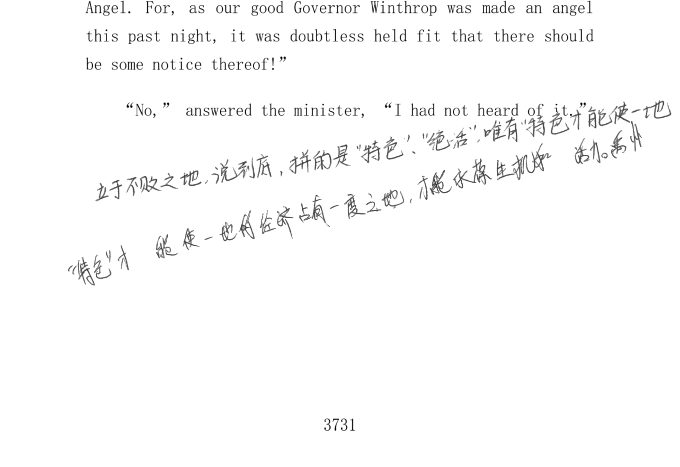 Angel. For, as our good Governor Winthrop was made an angel
this past night, it was doubtless held fit that there should
be some notice thereof!”
“No,” answered the minister, “I had not heard of it.”
立于不败之地,说到底,拼的是“特色”、“绝活”.唯有“特色”才能使一地
“特色”才能使一地的经济占有一席之地,才能永葆生机和活力。禹州
3731